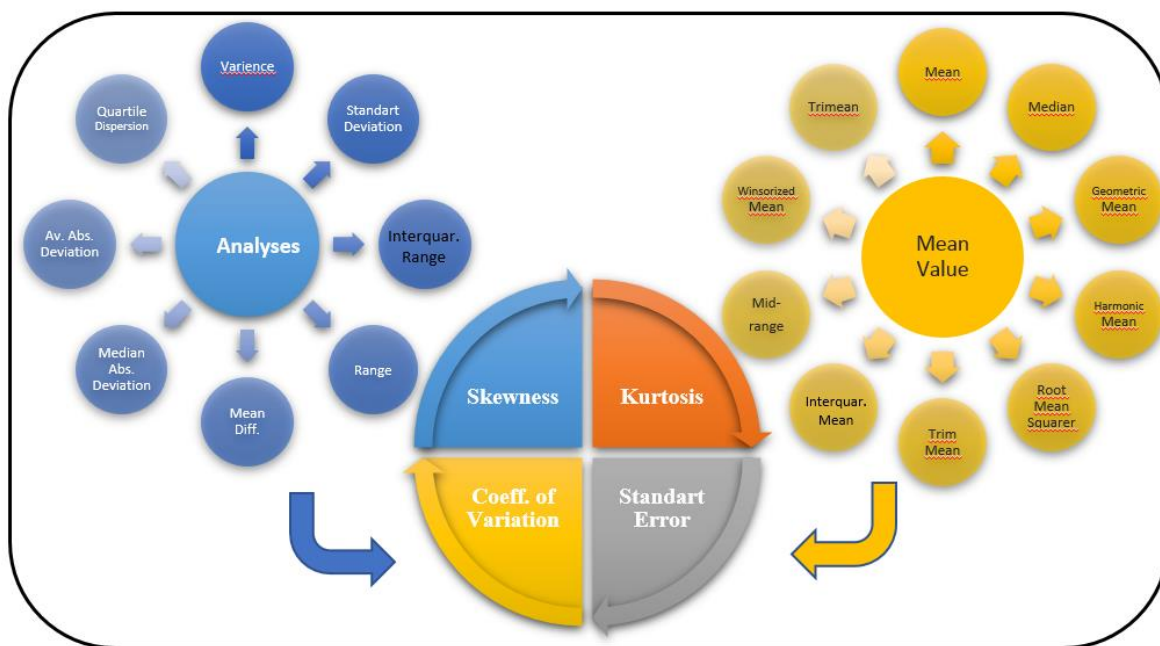 Varience
Standart
Deviation
Interquar.
Range
Range
Mean
Diff.
Median
Abs.
Deviation
Av. Abs.
Deviation
Quartile
Dispersion
Analyses
Skewness
Kurtosis
Coeff. of
Variation
Standart
Error
Mean
Value
Mean
Median
Geometric
Mean
Harmonic
Mean
Root
Mean
Squarer
Trim
Mean
Interquar.
Mean
Mid-
range
Winsorized
Mean
Trimean